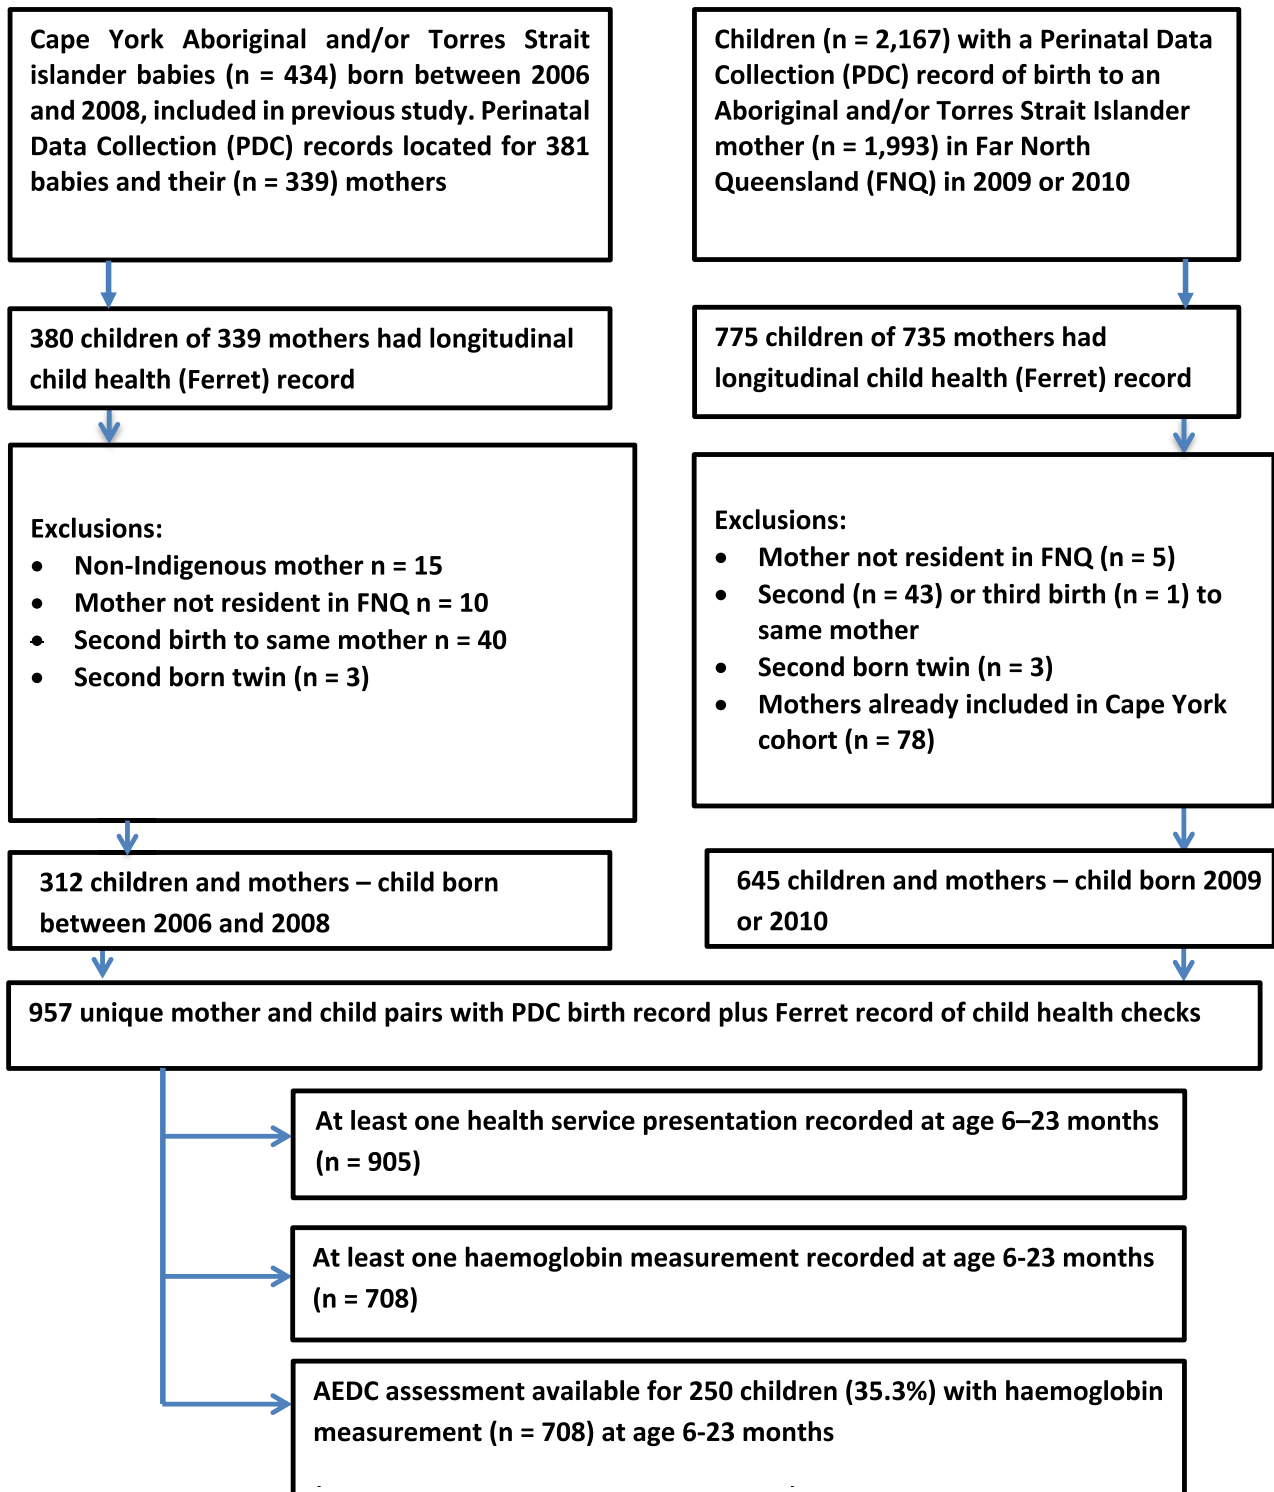 Cape York Aboriginal and/or Torres Strait
islander babies (n = 434) born between 2006
and 2008, included in previous study. Perinatal
Data Collection (PDC) records located for 381
babies and their (n = 339) mothers
Children (n = 2,167) with a Perinatal Data
Collection (PDC) record of birth to an
Aboriginal and/or Torres Strait Islander
mother (n = 1,993) in Far North
Queensland (FNQ) in 2009 or 2010
380 children of 339 mothers had longitudinal
child health (Ferret) record
775 children of 735 mothers had
longitudinal child health (Ferret) record
Exclusions:
• Non-Indigenous mother n = 15
• Mother not resident in FNQ n = 10
• Second birth to same mother n = 40
• Second born twin (n = 3)
Exclusions:
• Mother not resident in FNQ (n = 5)
• Second (n = 43) or third birth (n = 1) to
same mother
• Second born twin (n = 3)
• Mothers already included in Cape York
cohort (n = 78)
312 children and mothers – child born
between 2006 and 2008
645 children and mothers – child born 2009
or 2010
957 unique mother and child pairs with PDC birth record plus Ferret record of child health checks
At least one health service presentation recorded at age 6–23 months
(n = 905)
At least one haemoglobin measurement recorded at age 6-23 months
(n = 708)
AEDC assessment available for 250 children (35.3%) with haemoglobin
measurement (n = 708) at age 6-23 months